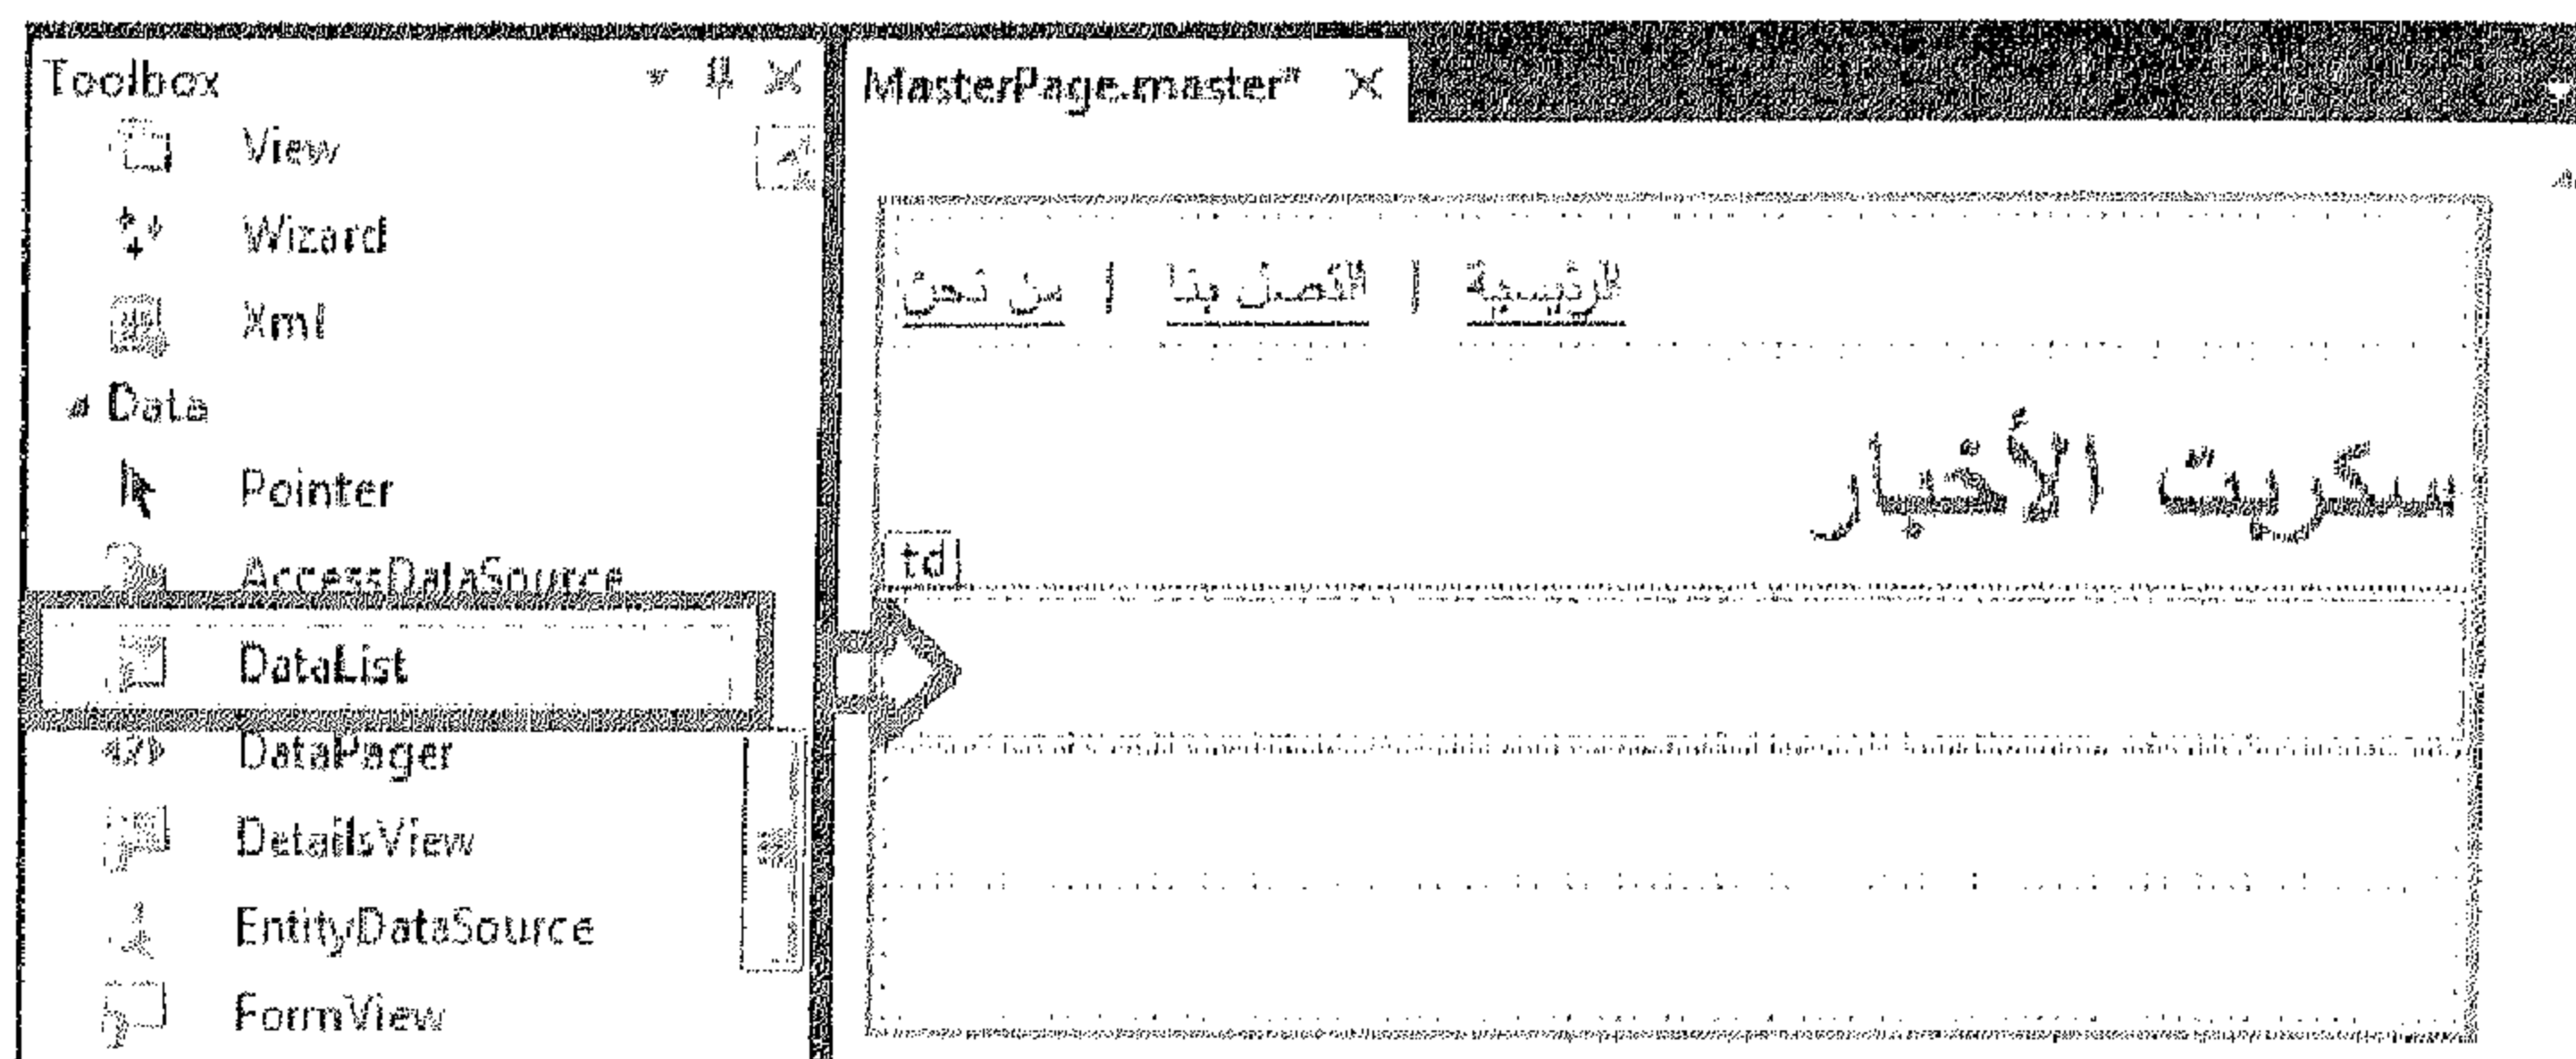 Toolbox
View
Wizard
Xml
Data
Pointer
AccessDataSource
DataList
DataPager
DetailsView
EntityDataSource
FormView
MasterPage.master*
الرئيسية | اتصل بنا | من نحن
سكريبت الأخبار
td